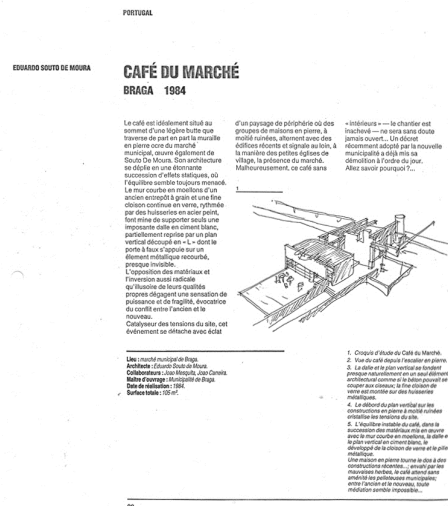 PORTUGAL
EDUARDO SOUTO DE MOURA
CAFÉ DU MARCHÉ
BRAGA 1984
Le café est idéalement situé au
sommet d'une légère butte que
traverse de part en part la muraille
en pierre ocre du marché
municipal, œuvre également de
Souto De Moura. Son architecture
se déplie en une étonnante
succession d'effets statiques, où
l'équilibre semble toujours menacé.
Le mur courbe en moellons d'un
ancien entrepôt à grain et une fine
cloison continue en verre, rythmée
par des huisseries en acier peint,
font mine de supporter seuls une
imposante dalle en ciment blanc,
partiellement reprise par un plan
vertical découpé en « L » dont le
porte à faux s'appuie sur un
élément métallique recourbé,
presque invisible.
L'opposition des matériaux et
l'inversion aussi radicale
qu'illusoire de leurs qualités
propres dégagent une sensation de
puissance et de fragilité, évocatrice
du conflit entre l'ancien et le
nouveau.
Catalyseur des tensions du site, cet
événement se détache avec éclat
d'un paysage de périphérie où des
groupes de maisons en pierre, à
moitié ruinées, alternent avec des
édifices récents et signale au loin, à
la manière des petites églises de
village, la présence du marché.
Malheureusement, ce café sans
« intérieurs » — le chantier est
inachevé — ne sera sans doute
jamais ouvert... Un décret
récemment adopté par la nouvelle
municipalité a déjà mis sa
démolition à l'ordre du jour.
Allez savoir pourquoi ?...
1
Lieu : marché municipal de Braga.
Architecte : Eduardo Souto de Moura.
Collaborateurs : Joao Mesquita, Joao Carreira.
Maître d'ouvrage : Municipalité de Braga.
Date de réalisation : 1984.
Surface totale : 105 m².
1. Croquis d'étude du Café du Marché.
2. Vue du café depuis l'escalier en pierre.
3. La dalle et le plan vertical se fondent
presque naturellement en un seul élément
architectural comme si le béton pouvait se
couper aux ciseaux; la fine cloison de
verre est montée sur des huisseries
métalliques.
4. Le débord du plan vertical sur les
constructions en pierre à moitié ruinées
cristallise les tensions du site.
5. L'équilibre instable du café, dans la
succession des matériaux mis en œuvre
avec le mur courbe en moellons, la dalle e
le plan vertical en ciment blanc, le
développé de la cloison de verre et le pilie
métallique.
Une maison en pierre tourne le dos à des
constructions récentes...; envahi par les
mauvaises herbes, le café attend sans
aménité les pelleteuses municipales;
entre l'ancien et le nouveau, toute
médiation semble impossible...